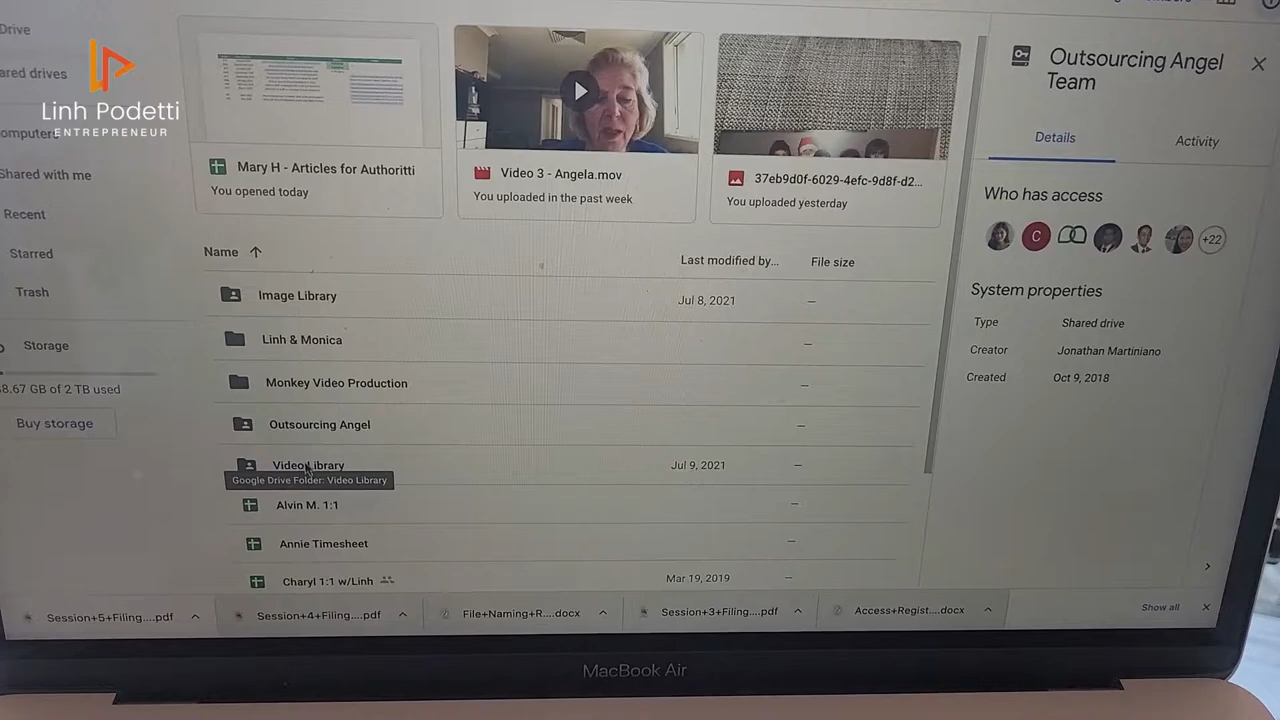 Drive
ared drives
Linh Podetti
ENTREPRENEUR
omputers
Shared with me
Recent
Starred
Trash
Storage
8.67 GB of 2 TB used
Buy storage
Mary H - Articles for Authoritti
You opened today
Video 3 - Angela.mov
You uploaded in the past week
37eb9d0f-6029-4efc-9d8f-d2...
You uploaded yesterday
Name
Last modified by...
File size
Image Library
Jul 8, 2021
–
Linh & Monica
–
Monkey Video Production
–
Outsourcing Angel
–
Video Library
Jul 9, 2021
–
Google Drive Folder: Video Library
Alvin M. 1:1
–
Annie Timesheet
–
Charyl 1:1 w/Linh
Mar 19, 2019
–
Outsourcing Angel
Team
Details
Activity
Who has access
C
+22
System properties
Type
Shared drive
Creator
Jonathan Martiniano
Created
Oct 9, 2018
Session+5+Filing....pdf
Session+4+Filing....pdf
File+Naming+R....docx
Session+3+Filing....pdf
Access+Regist....docx
Show all
MacBook Air